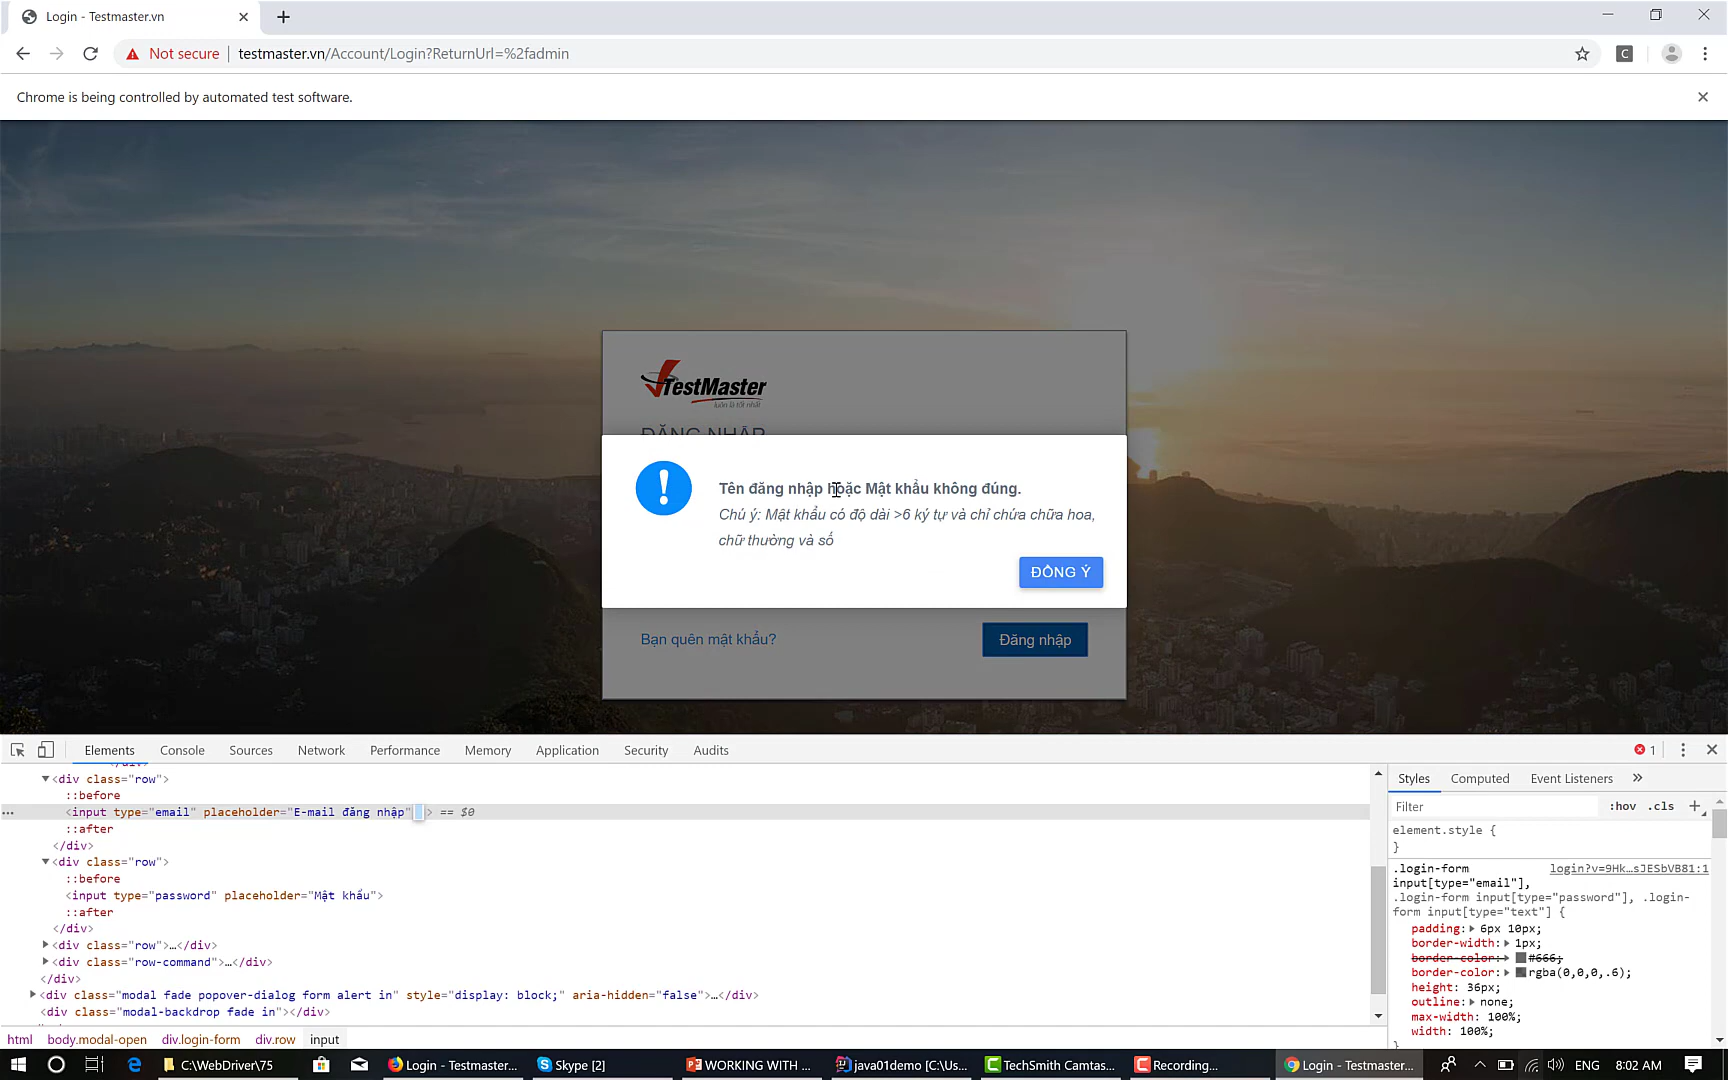 Login - Testmaster.vn
Not secure
testmaster.vn/Account/Login?ReturnUrl=%2fadmin
Chrome is being controlled by automated test software.
TestMaster
luôn là tốt nhất
ĐĂNG NHẬP
Tên đăng nhập hoặc Mật khẩu không đúng.
Chú ý: Mật khẩu có độ dài >6 ký tự và chỉ chứa chữa hoa,
chữ thường và số
ĐỒNG Ý
Bạn quên mật khẩu?
Đăng nhập
Elements Console Sources Network Performance Memory Application Security Audits
1
<div class="row">
::before
<input type="email" placeholder="E-mail đăng nhập" > == $0
::after
</div>
<div class="row">
::before
<input type="password" placeholder="Mật khẩu">
::after
</div>
<div class="row">…</div>
<div class="row-command">…</div>
</div>
<div class="modal fade popover-dialog form alert in" style="display: block;" aria-hidden="false">…</div>
<div class="modal-backdrop fade in"></div>
html body.modal-open div.login-form div.row input
Styles Computed Event Listeners »
Filter :hov .cls +
element.style {
}
.login-form login?v=9Hk…sJESbVB81:1
input[type="email"],
.login-form input[type="password"], .login-
form input[type="text"] {
padding: 6px 10px;
border-width: 1px;
border-color: #666;
border-color: rgba(0,0,0,.6);
height: 36px;
outline: none;
max-width: 100%;
width: 100%;
}
C:\WebDriver\75
Login - Testmaster...
Skype [2]
WORKING WITH ...
java01demo [C:\Us...
TechSmith Camtas...
Recording...
Login - Testmaster...
ENG
8:02 AM